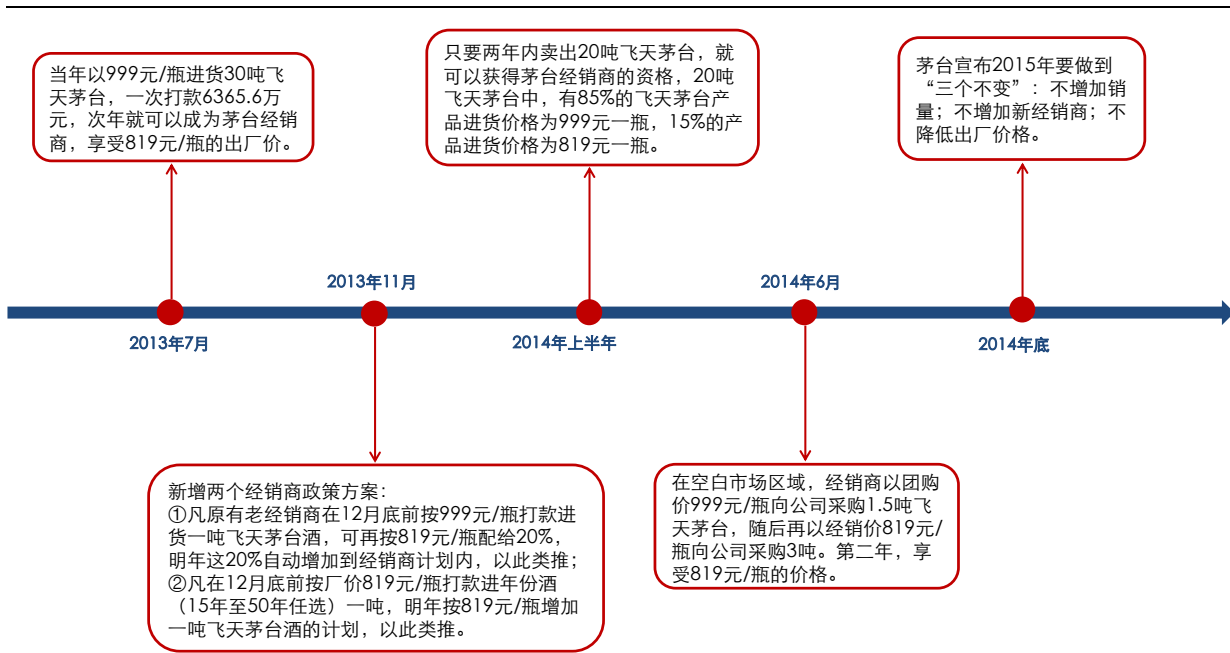 当年以999元/瓶进货30吨飞
天茅台，一次打款6365.6万
元，次年就可以成为茅台经销
商，享受819元/瓶的出厂价。
只要两年内卖出20吨飞天茅台，就
可以获得茅台经销商的资格，20吨
飞天茅台中，有85%的飞天茅台产
品进货价格为999元一瓶，15%的产
品进货价格为819元一瓶。
茅台宣布2015年要做到
“三个不变”：不增加销
量；不增加新经销商；不
降低出厂价格。
2013年11月
2014年6月
2013年7月
2014年上半年
2014年底
新增两个经销商政策方案：
①凡原有老经销商在12月底前按999元/瓶打款进
货一吨飞天茅台酒，可再按819元/瓶配给20%，
明年这20%自动增加到经销商计划内，以此类推；
②凡在12月底前按厂价819元/瓶打款进年份酒
（15年至50年任选）一吨，明年按819元/瓶增加
一吨飞天茅台酒的计划，以此类推。
在空白市场区域，经销商以团购
价999元/瓶向公司采购1.5吨飞
天茅台，随后再以经销价819元/
瓶向公司采购3吨。第二年，享
受819元/瓶的价格。